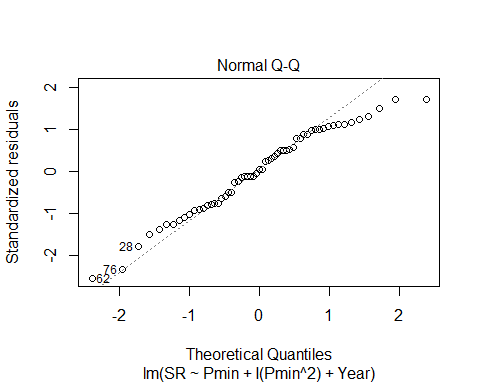 Normal Q-Q
Standardized residuals
2
1
0
-1
-2
28
76
62
-2 -1 0 1 2
Theoretical Quantiles
lm(SR ~ Pmin + I(Pmin^2) + Year)